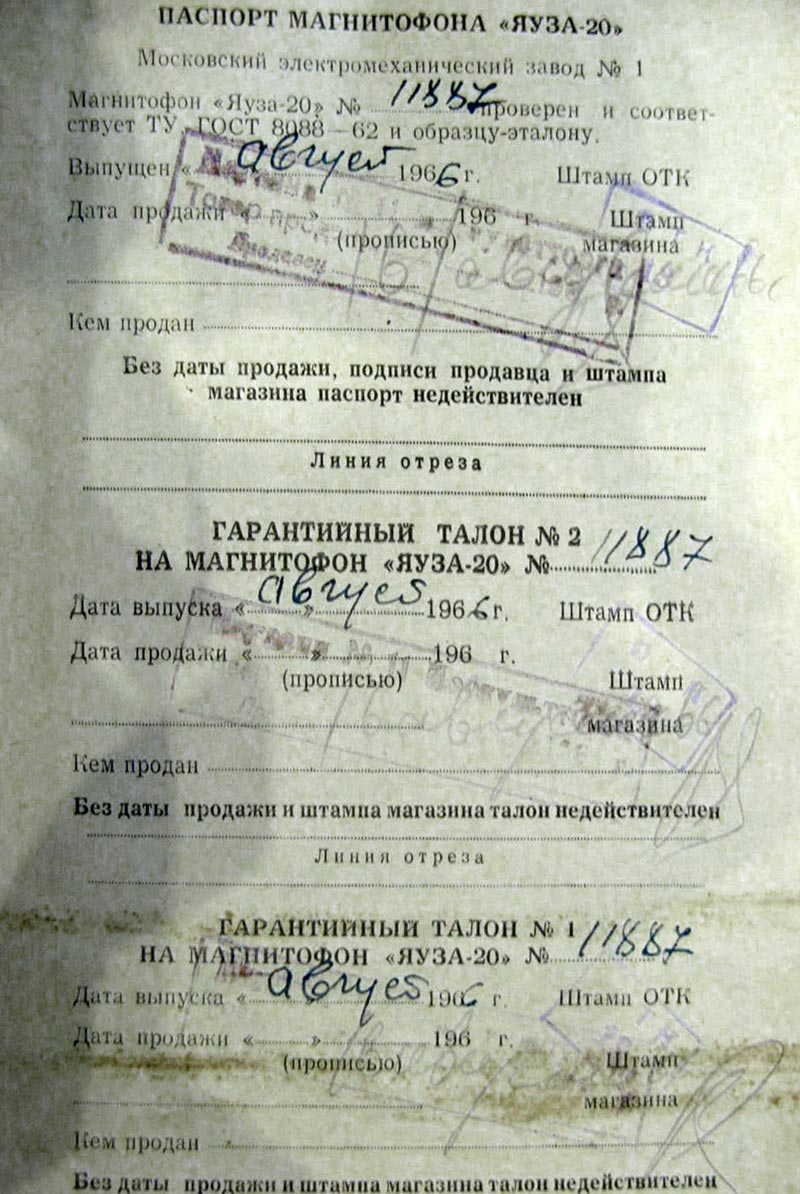 ПАСПОРТ МАГНИТОФОНА «ЯУЗА-20»
Московский электромеханический завод № 1
Магнитофон «Яуза-20» № 11887 проверен и соответ-
ствует ТУ, ГОСТ 8088—62 и образцу-эталону.
Выпущен « август 1966 г. Штамп ОТК
Дата продажи « » 196 г. Штамп
(прописью) магазина
Товар
Продавец
Кем продан
Без даты продажи, подписи продавца и штампа
магазина паспорт недействителен
Линия отреза
ГАРАНТИЙНЫЙ ТАЛОН № 2
НА МАГНИТОФОН «ЯУЗА-20» № 11887
Дата выпуска « август » 1966 г. Штамп ОТК
Дата продажи « » 196 г.
(прописью) Штамп
магазина
Кем продан
Без даты продажи и штампа магазина талон недействителен
Линия отреза
ГАРАНТИЙНЫЙ ТАЛОН № 1
НА МАГНИТОФОН «ЯУЗА-20» № 11887
Дата выпуска « август 1966 г. Штамп ОТК
Дата продажи « » 196 г.
(прописью) Штамп
магазина
Кем продан
Без даты продажи и штампа магазина талон недействителен